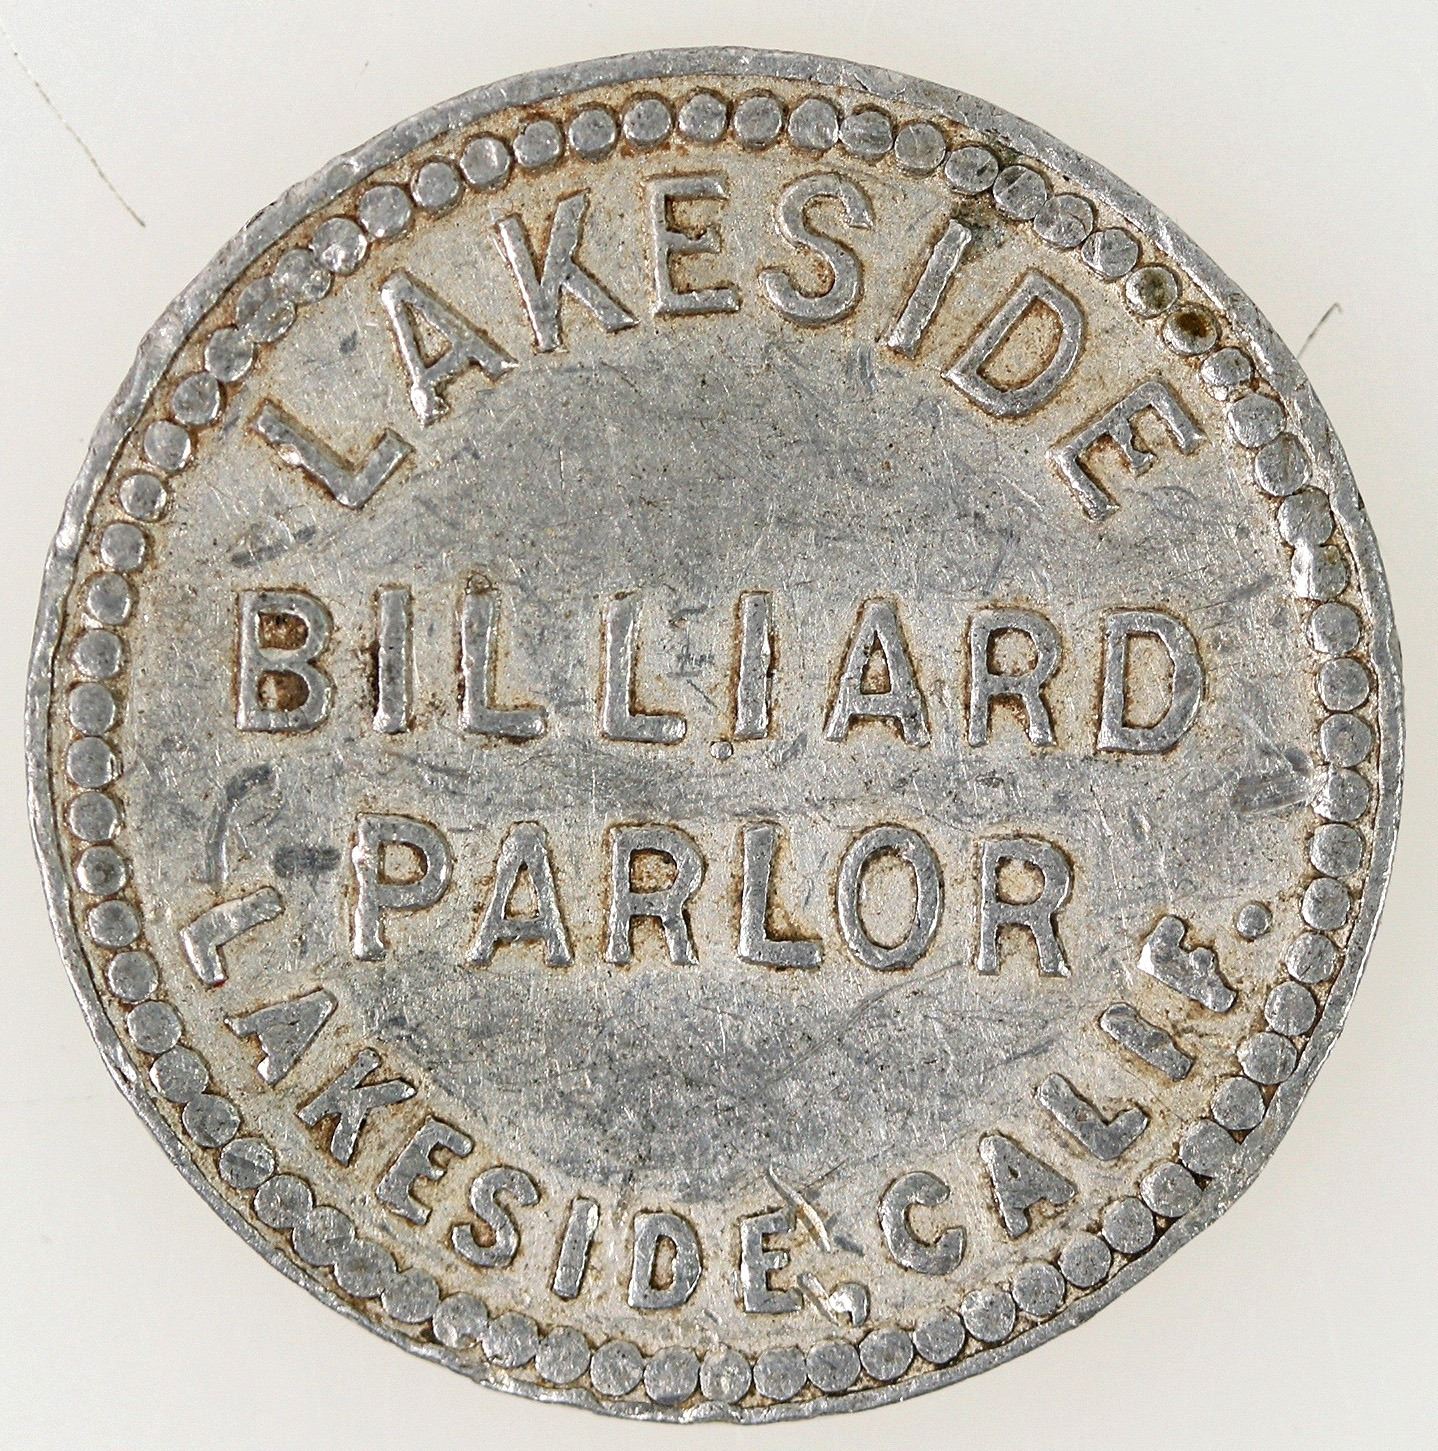 LAKESIDE
BILLIARD
PARLOR
LAKESIDE, CALIF.